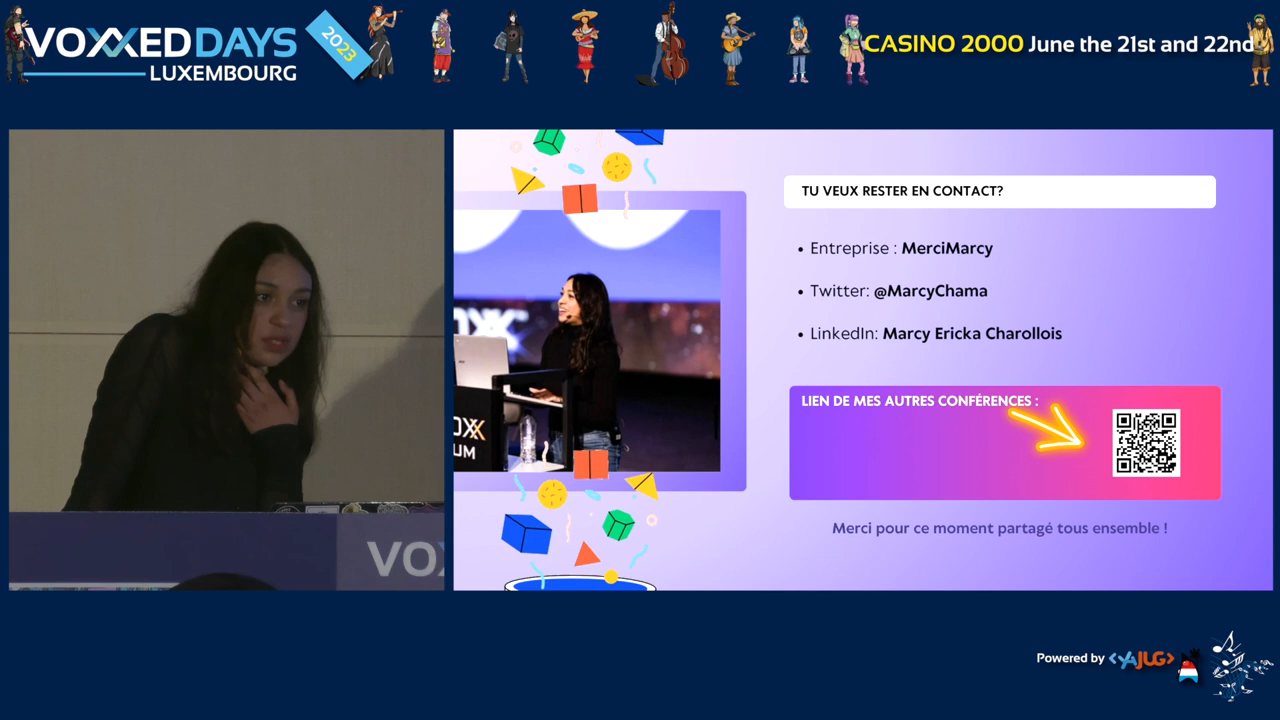 VOXXEDDAYS
LUXEMBOURG
2023
CASINO 2000 June the 21st and 22nd
TU VEUX RESTER EN CONTACT?
• Entreprise : MerciMarcy
• Twitter: @MarcyChama
• LinkedIn: Marcy Ericka Charollois
LIEN DE MES AUTRES CONFÉRENCES :
Merci pour ce moment partagé tous ensemble !
VO
UM
Powered by <YAJUG>